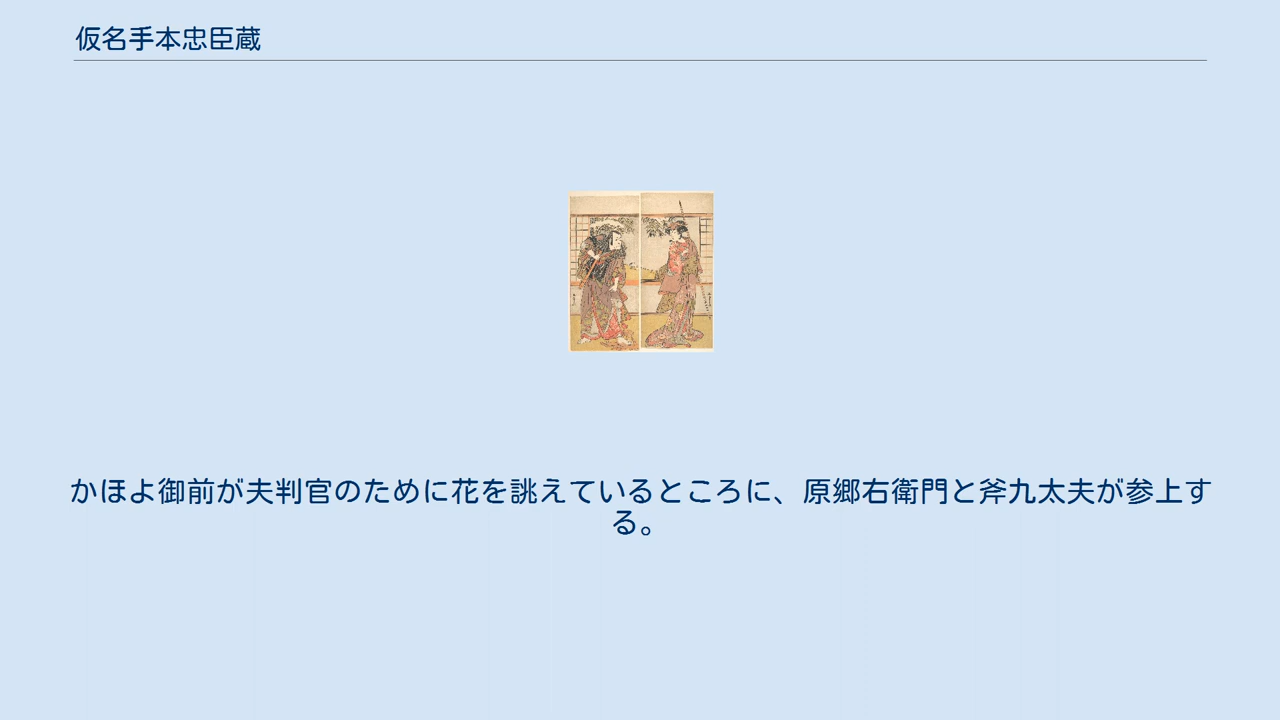 仮名手本忠臣蔵
かほよ御前が夫判官のために花を誂えているところに、原郷右衛門と斧九太夫が参上す
る。